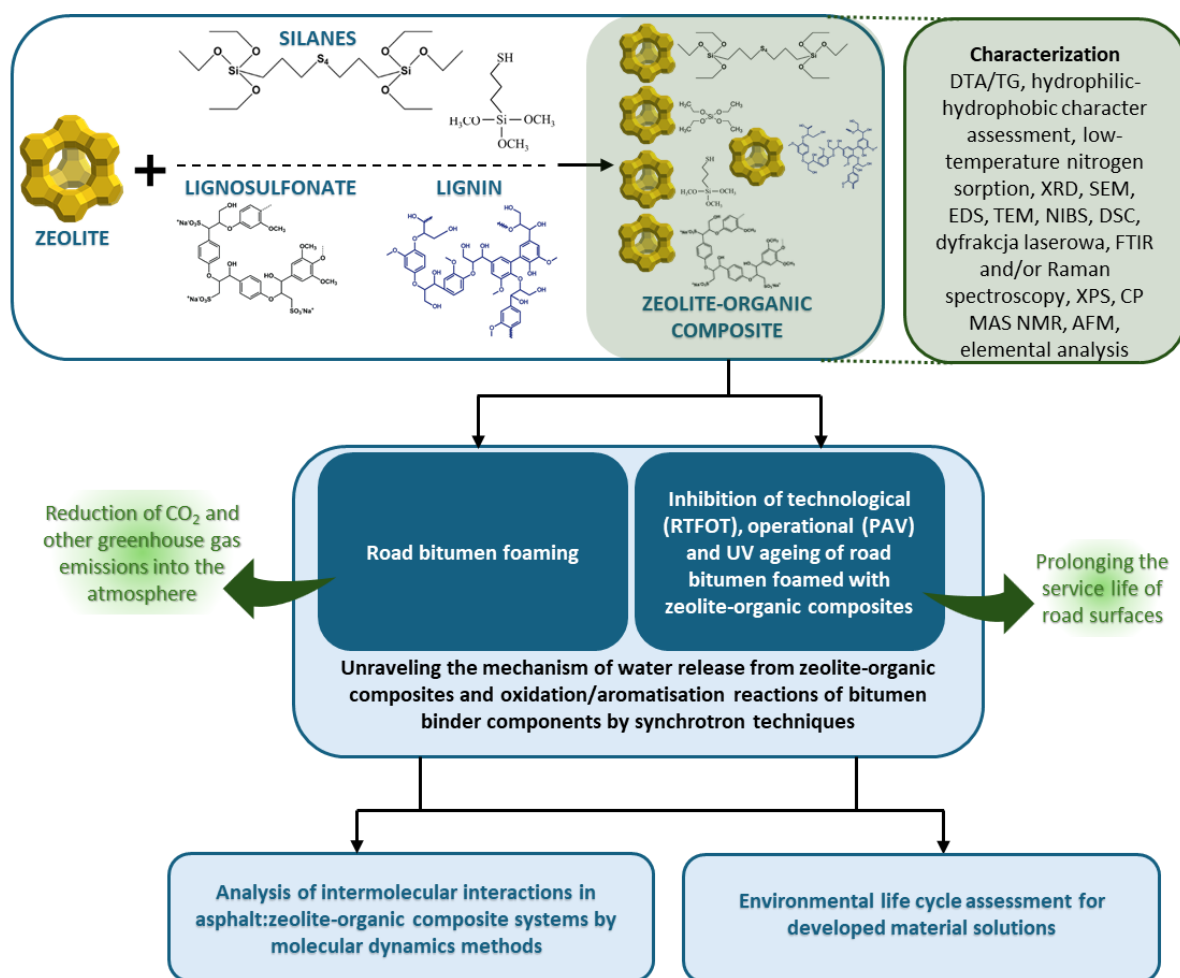 SILANES
S₄
Si
Si
O
O
O
O
O
O
SH
H₃CO
Si
OCH₃
OCH₃
ZEOLITE
+
LIGNOSULFONATE
LIGNIN
ZEOLITE-ORGANIC
COMPOSITE
Characterization
DTA/TG, hydrophilic-
hydrophobic character
assessment, low-
temperature nitrogen
sorption, XRD, SEM,
EDS, TEM, NIBS, DSC,
dyfrakcja laserowa, FTIR
and/or Raman
spectroscopy, XPS, CP
MAS NMR, AFM,
elemental analysis
Reduction of CO₂ and
other greenhouse gas
emissions into the
atmosphere
Road bitumen foaming
Inhibition of technological
(RTFOT), operational (PAV)
and UV ageing of road
bitumen foamed with
zeolite-organic composites
Prolonging the
service life of
road surfaces
Unraveling the mechanism of water release from zeolite-organic
composites and oxidation/aromatisation reactions of bitumen
binder components by synchrotron techniques
Analysis of intermolecular interactions in
asphalt:zeolite-organic composite systems by
molecular dynamics methods
Environmental life cycle assessment for
developed material solutions